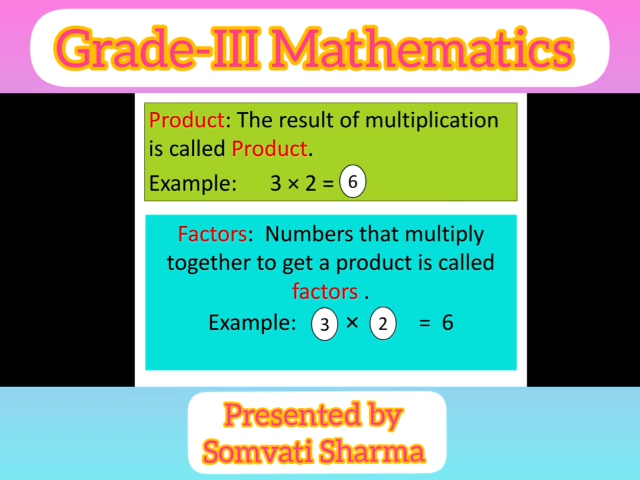 Grade-III Mathematics
Product: The result of multiplication
is called Product.
Example: 3 × 2 = 6
Factors: Numbers that multiply
together to get a product is called
factors .
Example: 3 × 2 = 6
Presented by
Somvati Sharma